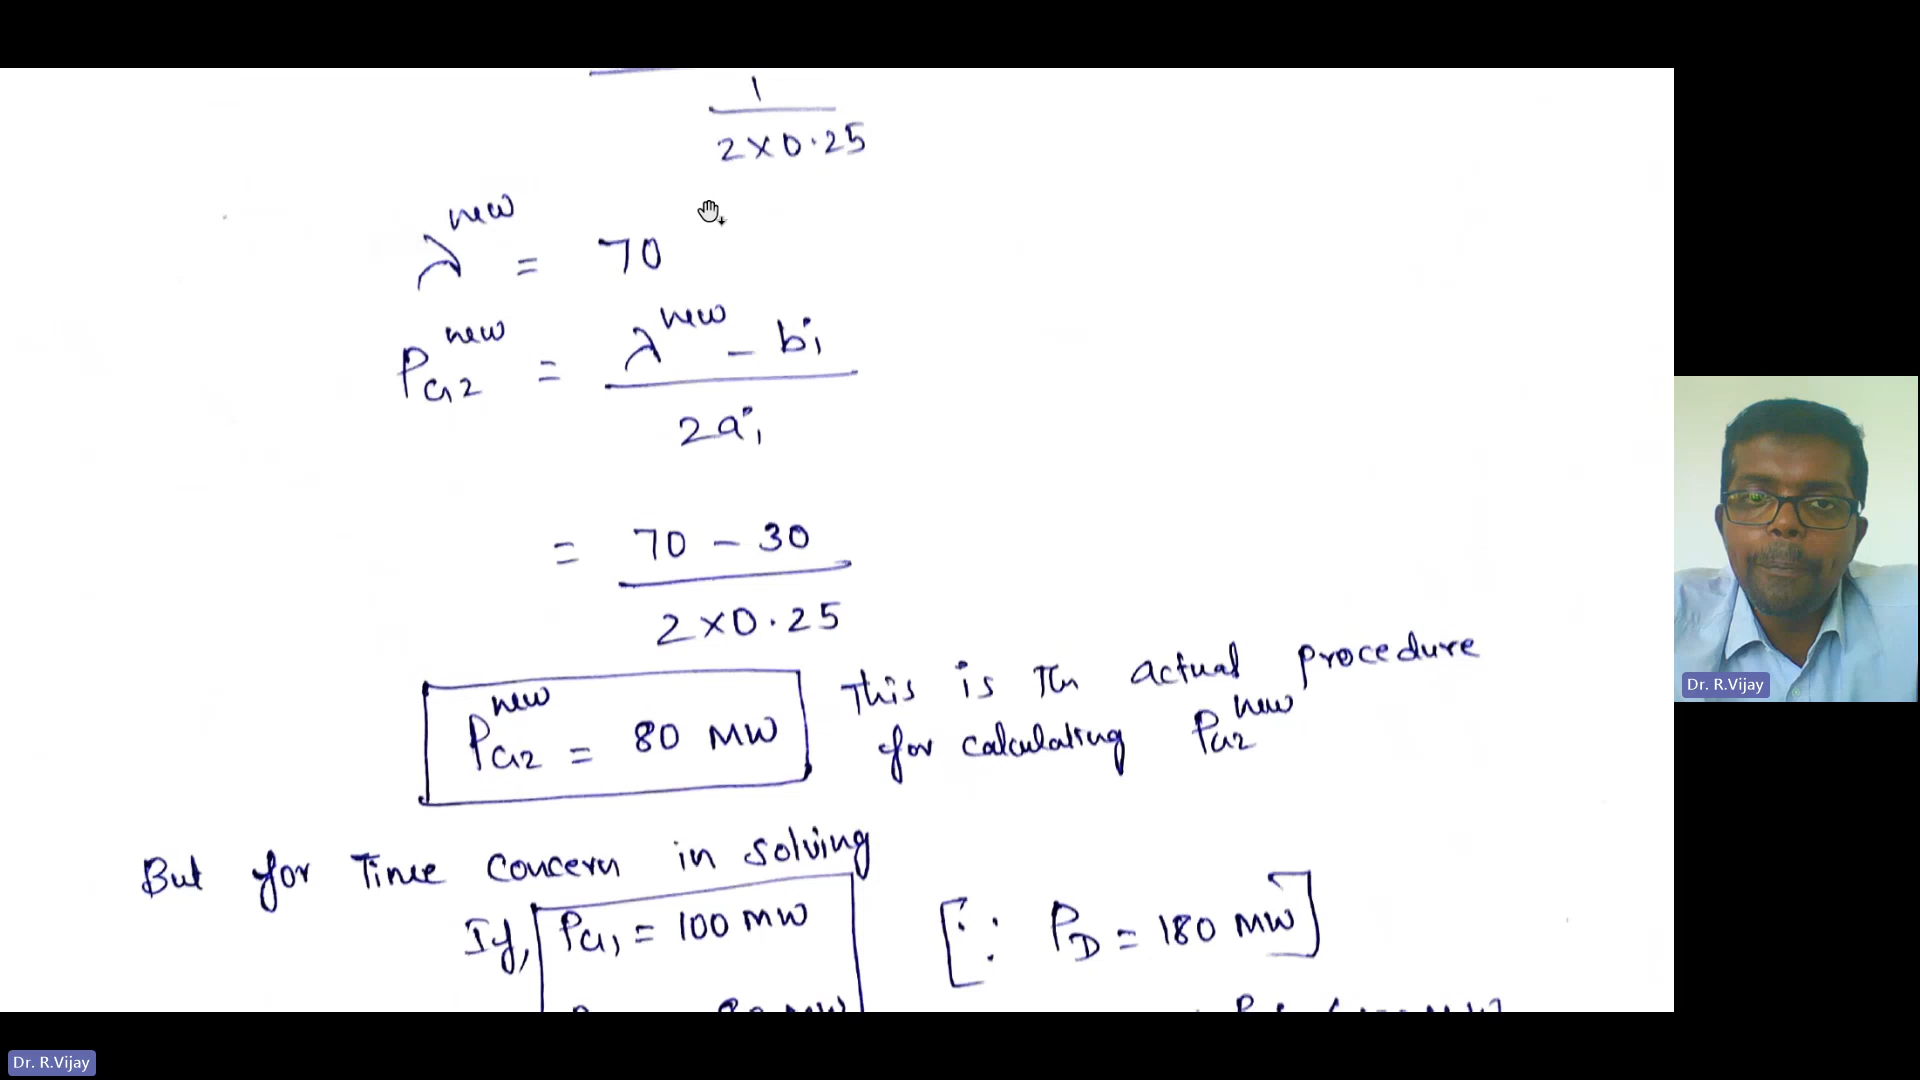 1
2×0.25
λ^new = 70
P_G2^new = λ^new - bi
2ai
= 70 - 30
2×0.25
P_G2^new = 80 MW
This is the actual procedure
for calculating P_G2^new
But for Time Concern in solving
If, P_G1 = 100 MW [∵ P_D = 180 MW]
Dr. R.Vijay
Dr. R.Vijay